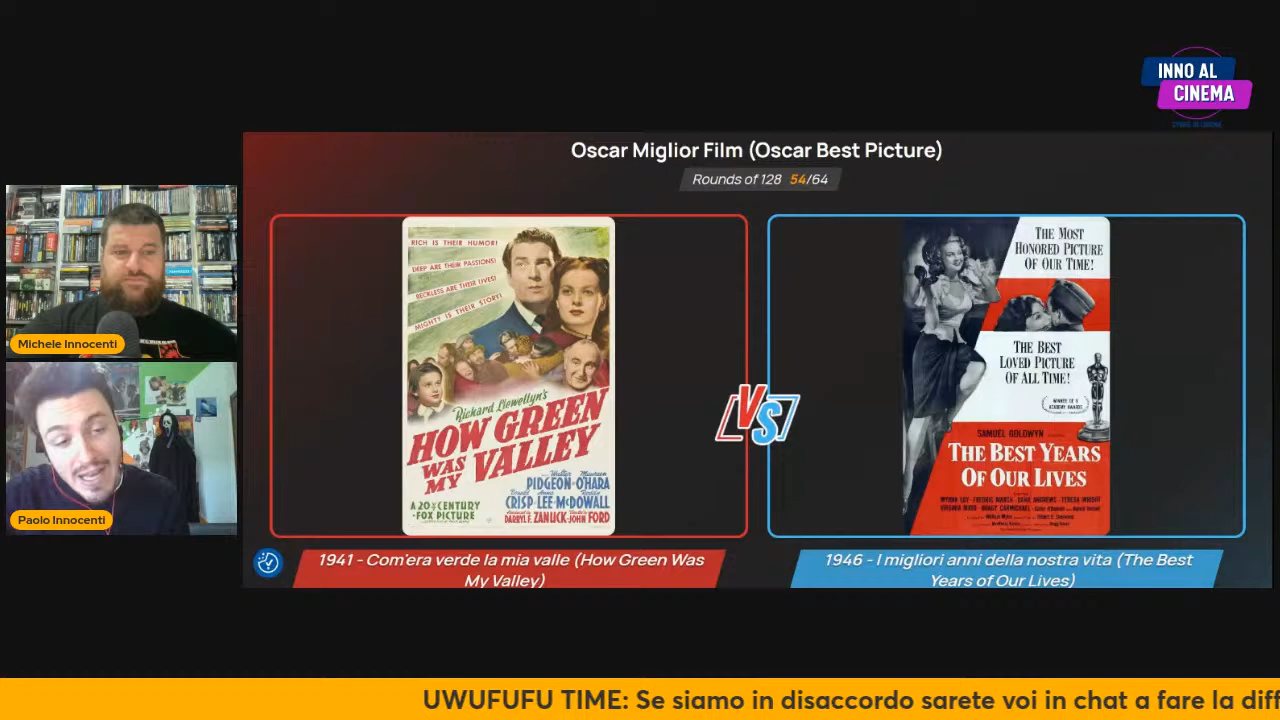 INNO AL
CINEMA
Oscar Miglior Film (Oscar Best Picture)
Rounds of 128 54/64
RICH IS THEIR HUMOR!
DEEP ARE THEIR PASSIONS!
RECKLESS ARE THEIR LIVES!
MIGHTY IS THEIR STORY!
Richard Llewellyn's
HOW GREEN
WAS MY VALLEY
Walter PIDGEON
Maureen O'HARA
Donald CRISP
Anna LEE
Roddy McDOWALL
A 20th CENTURY
-FOX PICTURE
DARRYL F. ZANUCK
JOHN FORD
VS
THE MOST
HONORED PICTURE
OF OUR TIME!
THE BEST
LOVED PICTURE
OF ALL TIME!
SAMUEL GOLDWYN
THE BEST YEARS
OF OUR LIVES
Michele Innocenti
Paolo Innocenti
1941 - Com'era verde la mia valle (How Green Was
My Valley)
1946 - I migliori anni della nostra vita (The Best
Years of Our Lives)
UWUFUFU TIME: Se siamo in disaccordo sarete voi in chat a fare la diff